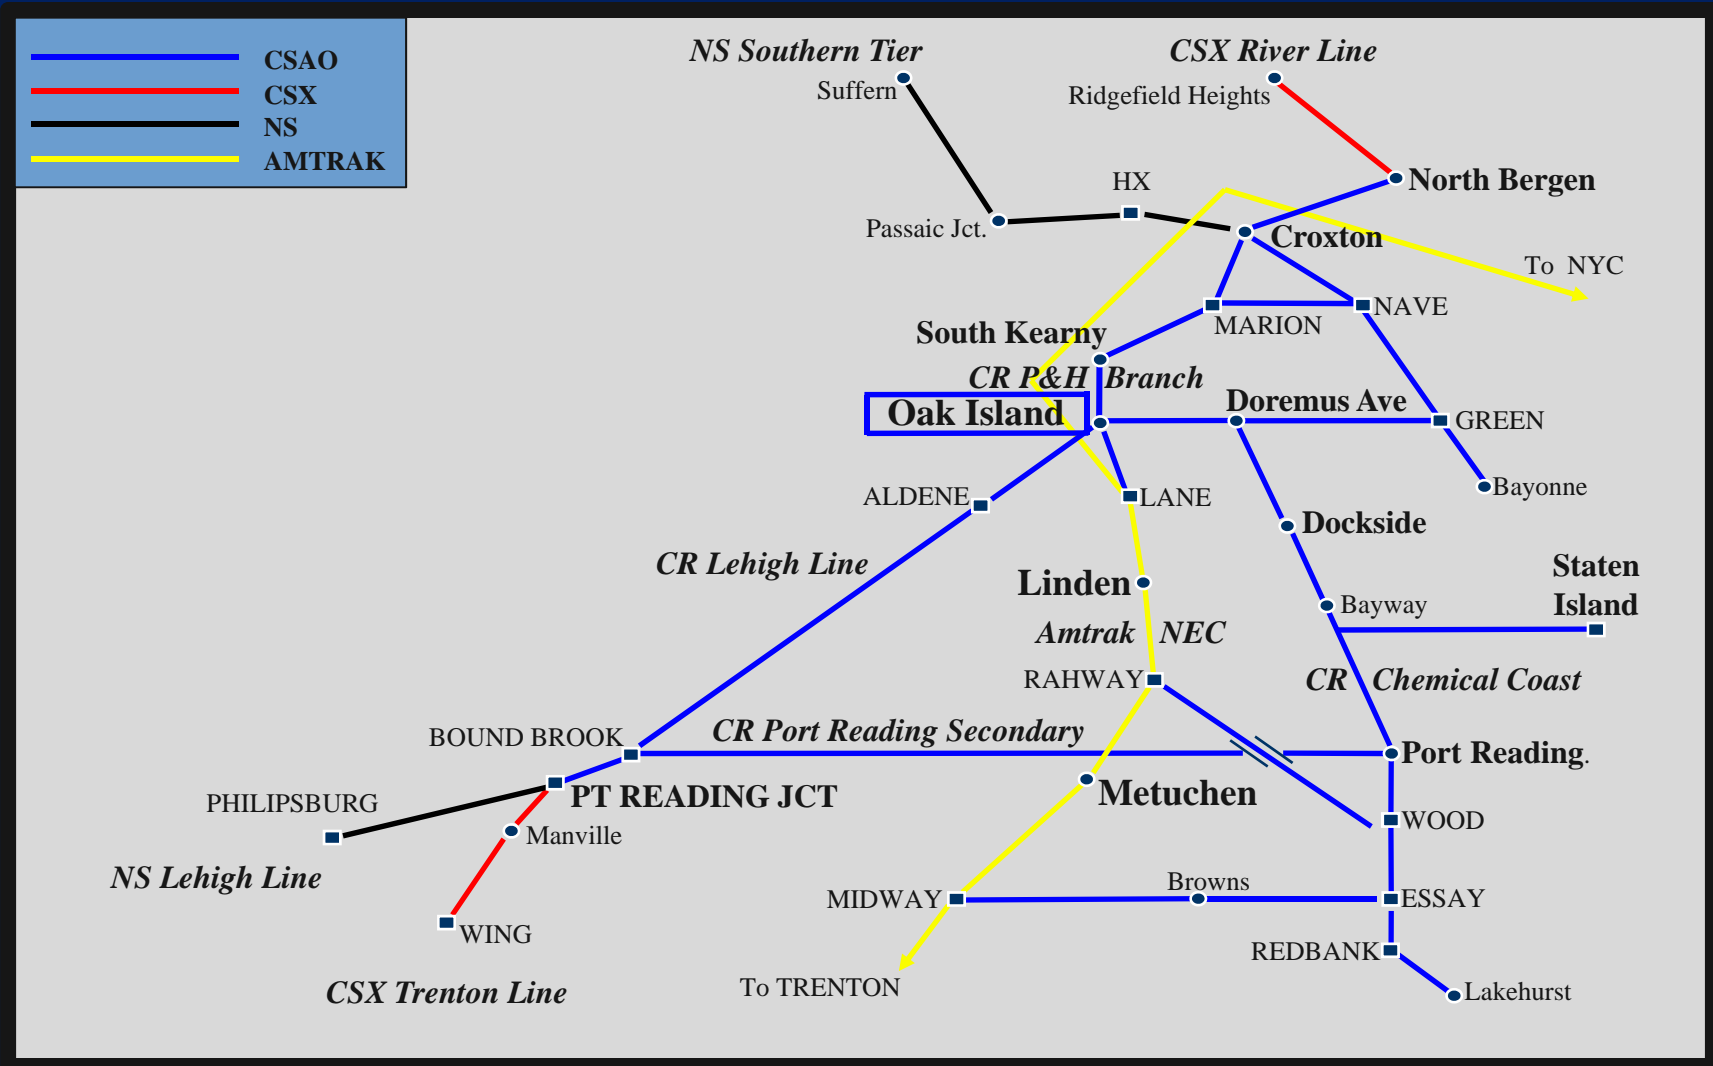 CSAO
CSX
NS
AMTRAK
NS Southern Tier
CSX River Line
Suffern
Ridgefield Heights
HX
North Bergen
Passaic Jct.
Croxton
To NYC
NAVE
MARION
South Kearny
CR P&H Branch
Oak Island
Doremus Ave
GREEN
ALDENE
LANE
Bayonne
Dockside
CR Lehigh Line
Staten
Island
Linden
Bayway
Amtrak NEC
RAHWAY
CR Chemical Coast
BOUND BROOK
CR Port Reading Secondary
Port Reading.
PT READING JCT
Metuchen
PHILIPSBURG
Manville
WOOD
NS Lehigh Line
Browns
MIDWAY
ESSAY
WING
REDBANK
CSX Trenton Line
To TRENTON
Lakehurst